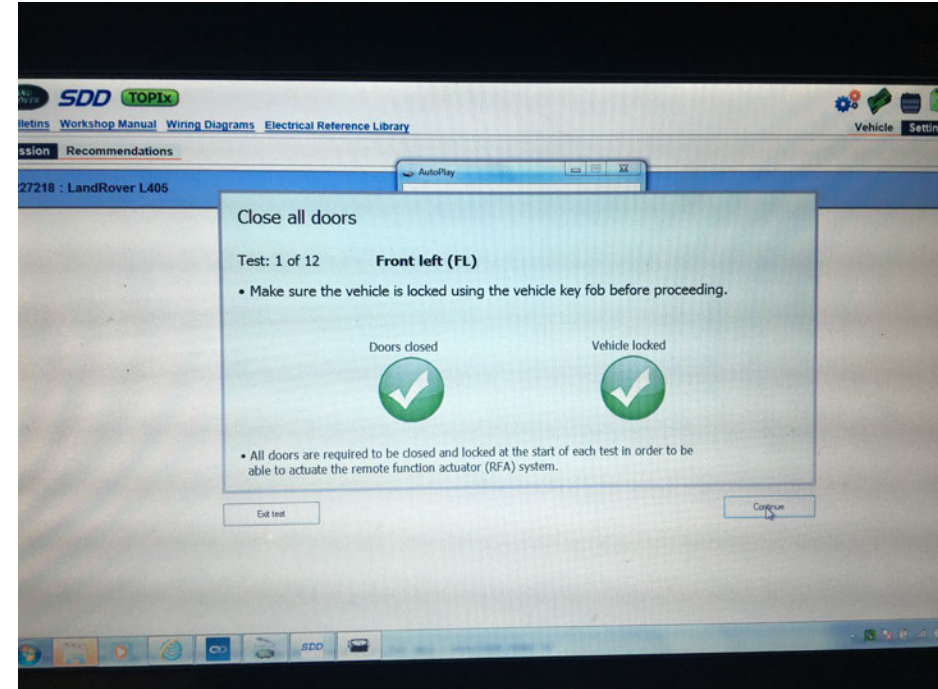 SDD TOPIx
Workshop Manual Wiring Diagrams Electrical Reference Library
Vehicle
Recommendations
27218 : LandRover L405
AutoPlay
Close all doors
Test: 1 of 12 Front left (FL)
• Make sure the vehicle is locked using the vehicle key fob before proceeding.
Doors closed Vehicle locked
• All doors are required to be closed and locked at the start of each test in order to be
able to actuate the remote function actuator (RFA) system.
Exit test Continue
SDD